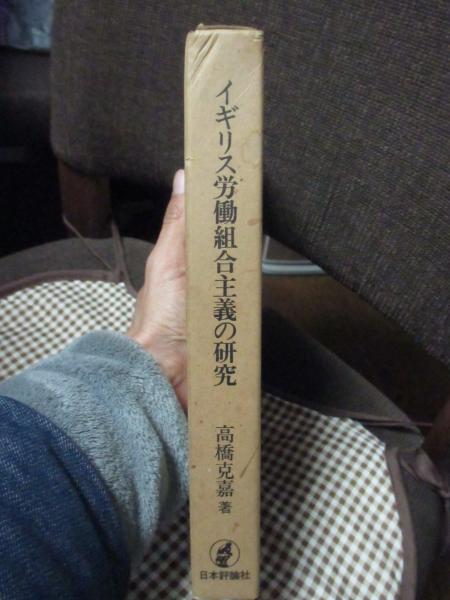 イギリス労働組合主義の研究
高橋克嘉 著
日本評論社